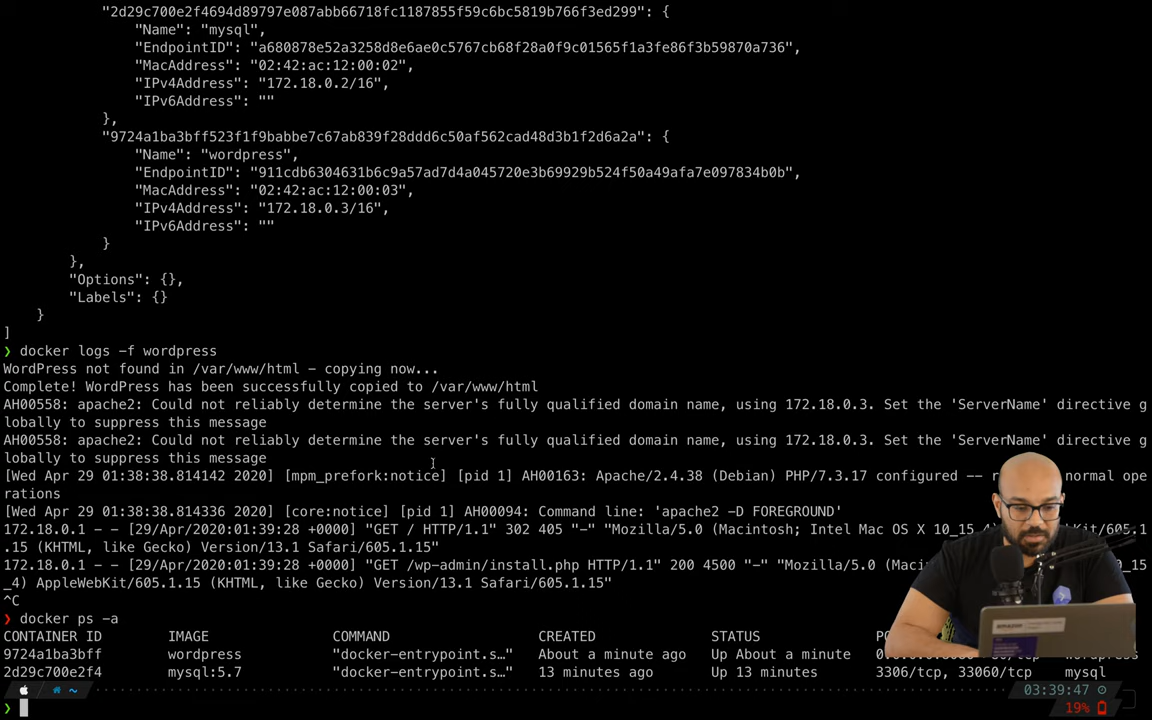 "2d29c700e2f4694d89797e087abb66718fc1187855f59c6bc5819b766f3ed299": {
"Name": "mysql",
"EndpointID": "a680878e52a3258d8e6ae0c5767cb68f28a0f9c01565f1a3fe86f3b59870a736",
"MacAddress": "02:42:ac:12:00:02",
"IPv4Address": "172.18.0.2/16",
"IPv6Address": ""
},
"9724a1ba3bff523f1f9babbe7c67ab839f28ddd6c50af562cad48d3b1f2d6a2a": {
"Name": "wordpress",
"EndpointID": "911cdb6304631b6c9a57ad7d4a045720e3b69929b524f50a49afa7e097834b0b",
"MacAddress": "02:42:ac:12:00:03",
"IPv4Address": "172.18.0.3/16",
"IPv6Address": ""
}
},
"Options": {},
"Labels": {}
}
]
❯ docker logs -f wordpress
WordPress not found in /var/www/html - copying now...
Complete! WordPress has been successfully copied to /var/www/html
AH00558: apache2: Could not reliably determine the server's fully qualified domain name, using 172.18.0.3. Set the 'ServerName' directive g
lobally to suppress this message
AH00558: apache2: Could not reliably determine the server's fully qualified domain name, using 172.18.0.3. Set the 'ServerName' directive g
lobally to suppress this message
[Wed Apr 29 01:38:38.814142 2020] [mpm_prefork:notice] [pid 1] AH00163: Apache/2.4.38 (Debian) PHP/7.3.17 configured -- normal ope
rations
[Wed Apr 29 01:38:38.814336 2020] [core:notice] [pid 1] AH00094: Command line: 'apache2 -D FOREGROUND'
172.18.0.1 - - [29/Apr/2020:01:39:28 +0000] "GET / HTTP/1.1" 302 405 "-" "Mozilla/5.0 (Macintosh; Intel Mac OS X 10_15 Kit/605.1
.15 (KHTML, like Gecko) Version/13.1 Safari/605.1.15"
172.18.0.1 - - [29/Apr/2020:01:39:28 +0000] "GET /wp-admin/install.php HTTP/1.1" 200 4500 "-" "Mozilla/5.0 (Mac 10_15
_4) AppleWebKit/605.1.15 (KHTML, like Gecko) Version/13.1 Safari/605.1.15"
^C
❯ docker ps -a
CONTAINER ID IMAGE COMMAND CREATED STATUS
9724a1ba3bff wordpress "docker-entrypoint.s…" About a minute ago Up About a minute wordpress
2d29c700e2f4 mysql:5.7 "docker-entrypoint.s…" 13 minutes ago Up 13 minutes 3306/tcp, 33060/tcp mysql
~ 03:39:47
❯ 19%
amazon